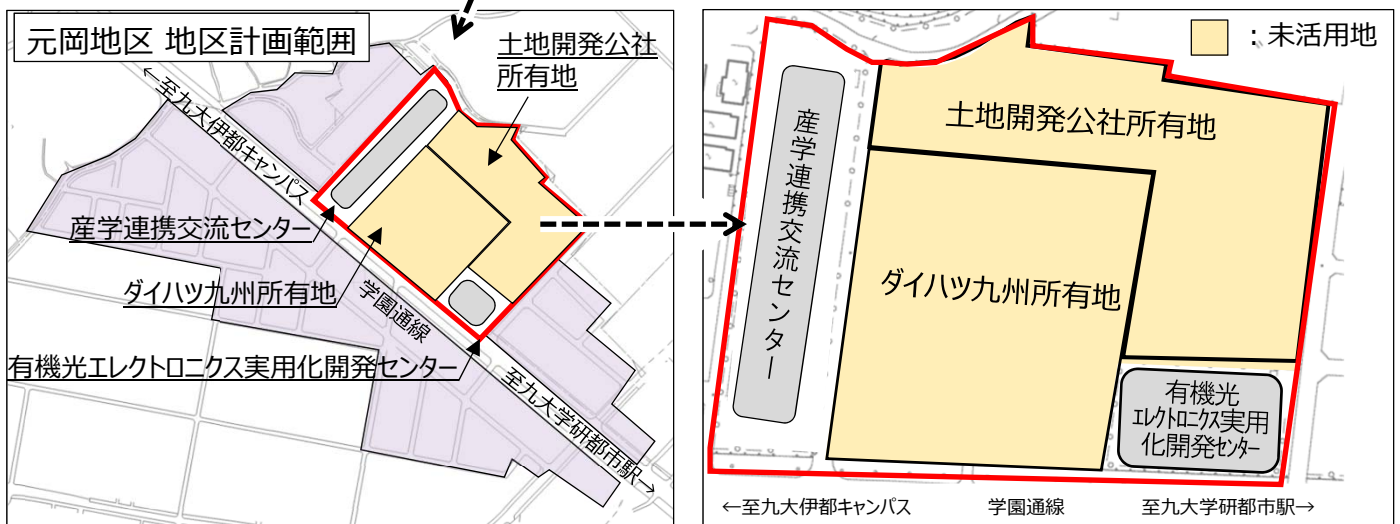 元岡地区 地区計画範囲
土地開発公社
所有地
←至九大伊都キャンパス
産学連携交流センター
ダイハツ九州所有地
学園通線
有機光エレクトロニクス実用化開発センター
至九大学研都市駅→
:未活用地
土地開発公社所有地
産学連携交流センター
ダイハツ九州所有地
有機光
エレクトロニクス実用
化開発センター
←至九大伊都キャンパス 学園通線 至九大学研都市駅→